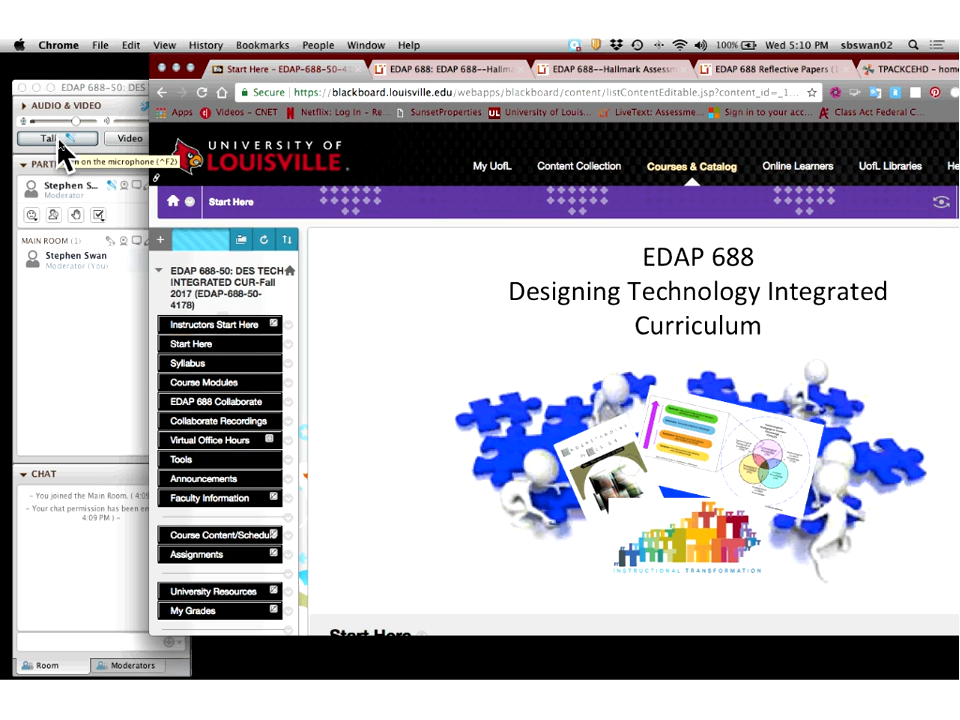 Chrome File Edit View History Bookmarks People Window Help 100% Wed 5:10 PM sbswan02
EDAP 688-50: DES
Start Here – EDAP-688-50-4
EDAP 688: EDAP 688--Hallm
EDAP 688--Hallmark Assessm
EDAP 688 Reflective Papers (1
TPACKCEHD - hom
Secure https://blackboard.louisville.edu/webapps/blackboard/content/listContentEditable.jsp?content_id=_1...
Apps Videos - CNET Netflix: Log In - Re... SunsetProperties University of Louis... LiveText: Assessme... Sign in to your acc... Class Act Federal C...
AUDIO & VIDEO
Talk Video
on the microphone (^F2)
PARTI
Stephen S...
Moderator
MAIN ROOM (1)
Stephen Swan
Moderator (You)
CHAT
– You joined the Main Room. ( 4:09
– Your chat permission has been en
4:09 PM ) –
Room Moderators
UNIVERSITY OF
LOUISVILLE.
My UofL Content Collection Courses & Catalog Online Learners UofL Libraries He
Start Here
EDAP 688-50: DES TECH
INTEGRATED CUR-Fall
2017 (EDAP-688-50-
4178)
Instructors Start Here
Start Here
Syllabus
Course Modules
EDAP 688 Collaborate
Collaborate Recordings
Virtual Office Hours
Tools
Announcements
Faculty Information
Course Content/Schedul
Assignments
University Resources
My Grades
EDAP 688
Designing Technology Integrated
Curriculum
INSTRUCTIONAL TRANSFORMATION
Start Here